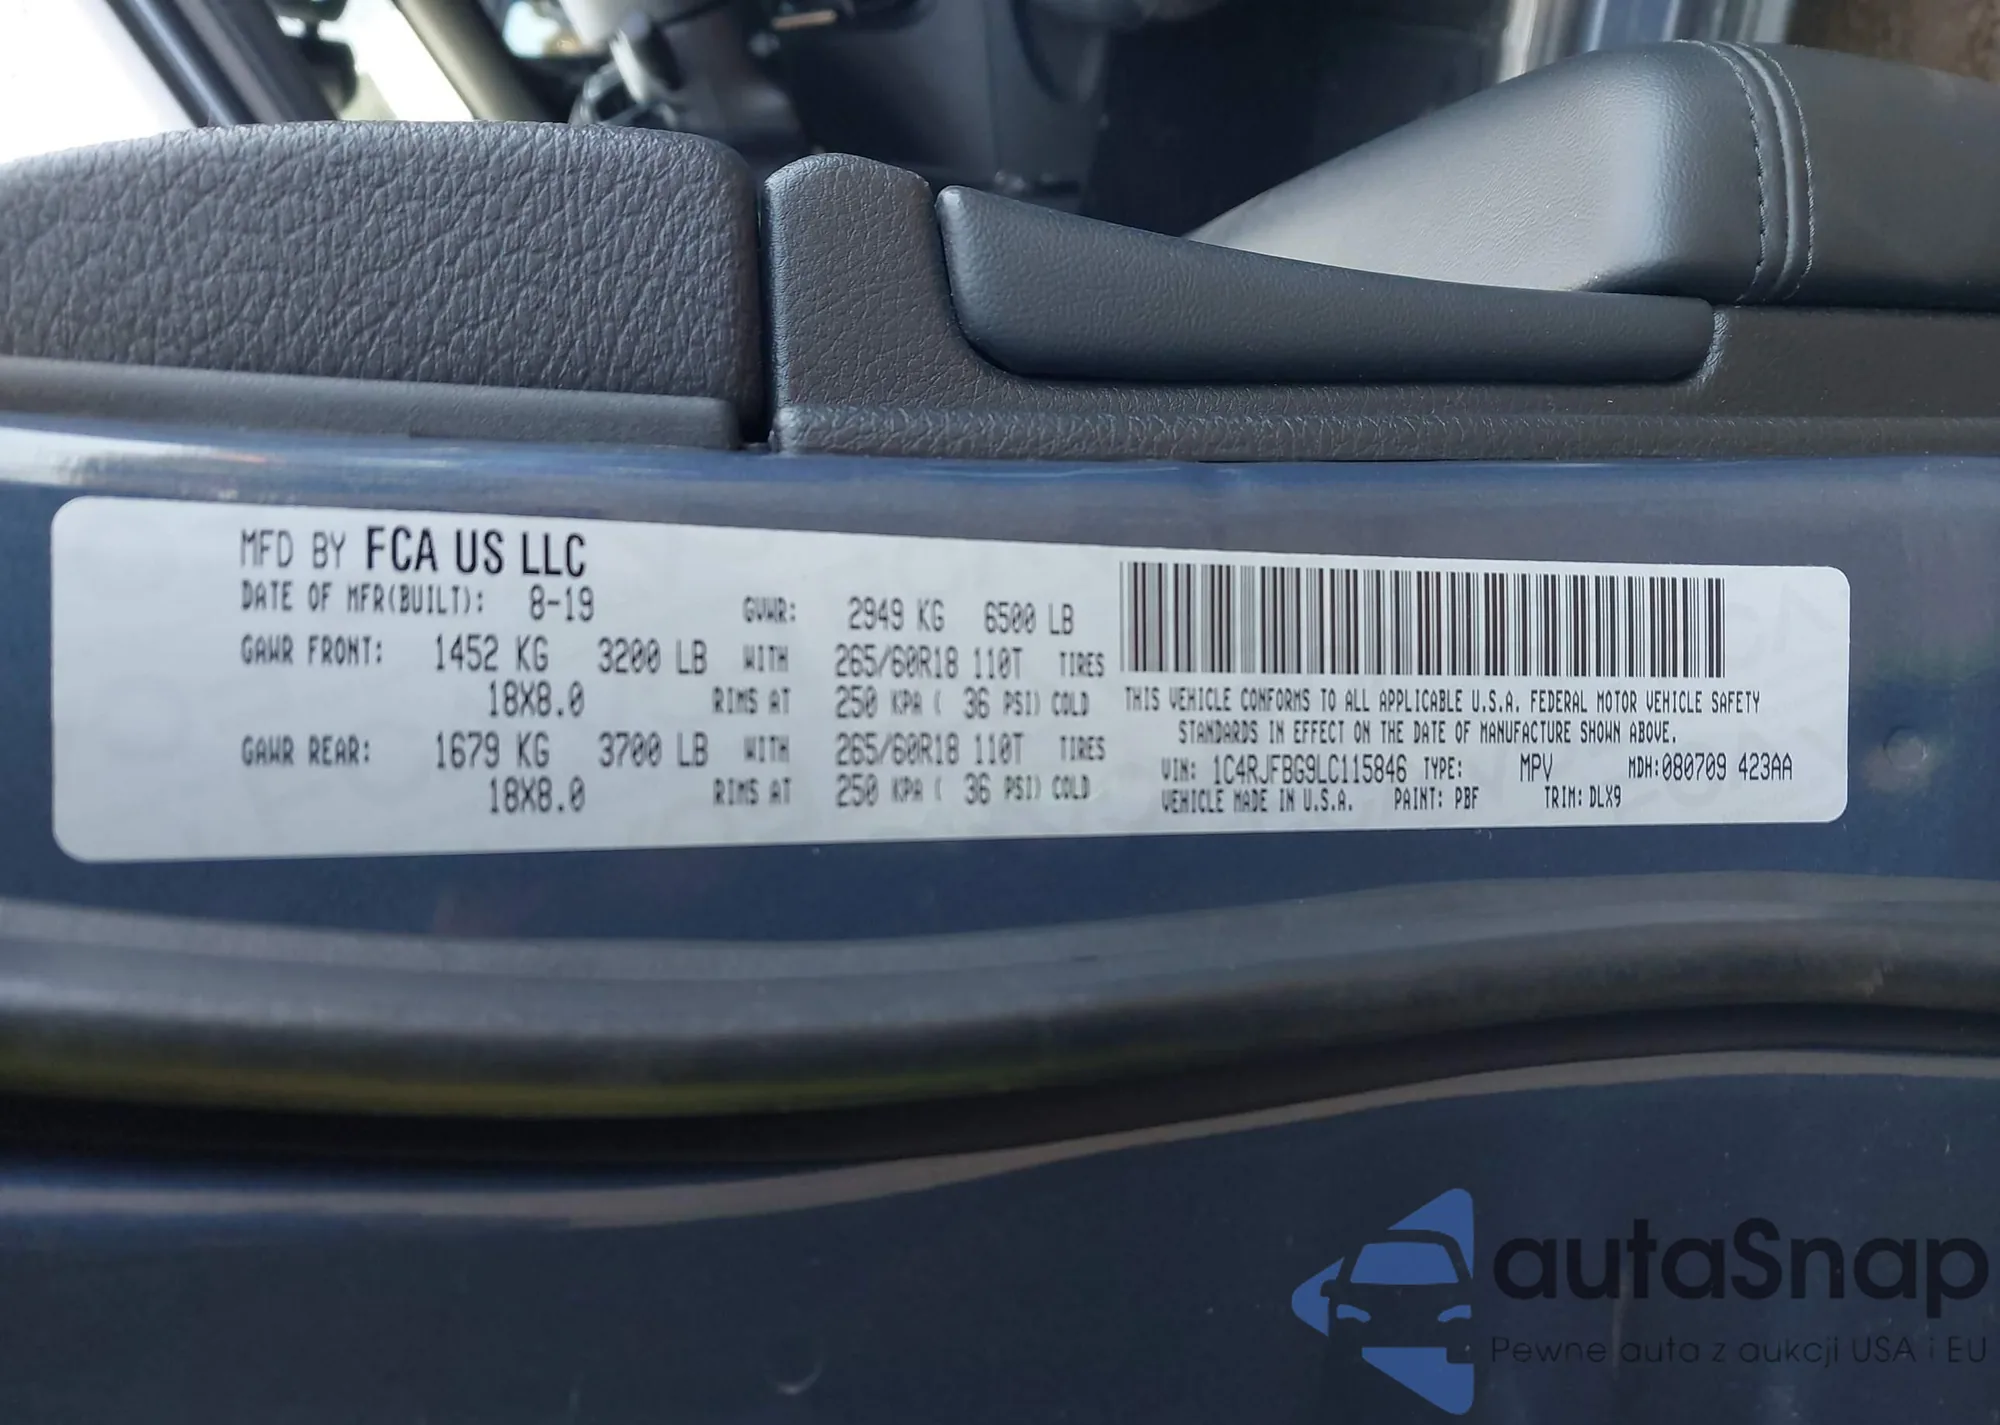 MFD BY FCA US LLC
DATE OF MFR(BUILT): 8-19 GVWR: 2949 KG 6500 LB
GAWR FRONT: 1452 KG 3200 LB WITH 265/60R18 110T TIRES
18X8.0 RIMS AT 250 KPA ( 36 PSI) COLD
GAWR REAR: 1679 KG 3700 LB WITH 265/60R18 110T TIRES
18X8.0 RIMS AT 250 KPA ( 36 PSI) COLD
THIS VEHICLE CONFORMS TO ALL APPLICABLE U.S.A. FEDERAL MOTOR VEHICLE SAFETY
STANDARDS IN EFFECT ON THE DATE OF MANUFACTURE SHOWN ABOVE.
VIN: 1C4RJFBG9LC115846 TYPE: MPV MDH:080709 423AA
VEHICLE MADE IN U.S.A. PAINT: PBF TRIM: DLX9
autaSnap
Pewne auta z aukcji USA i EU